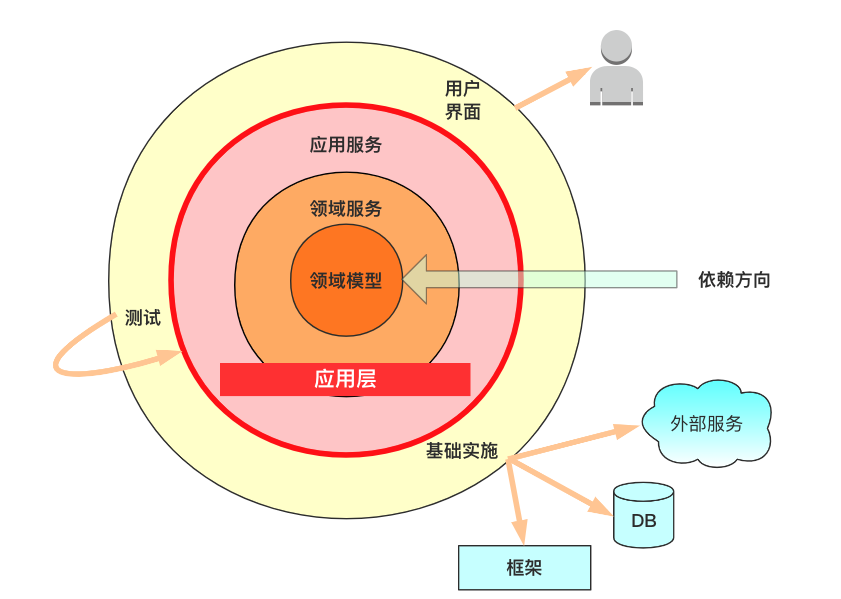 用户
界面
应用服务
领域服务
领域模型
依赖方向
测试
应用层
外部服务
基础实施
DB
框架